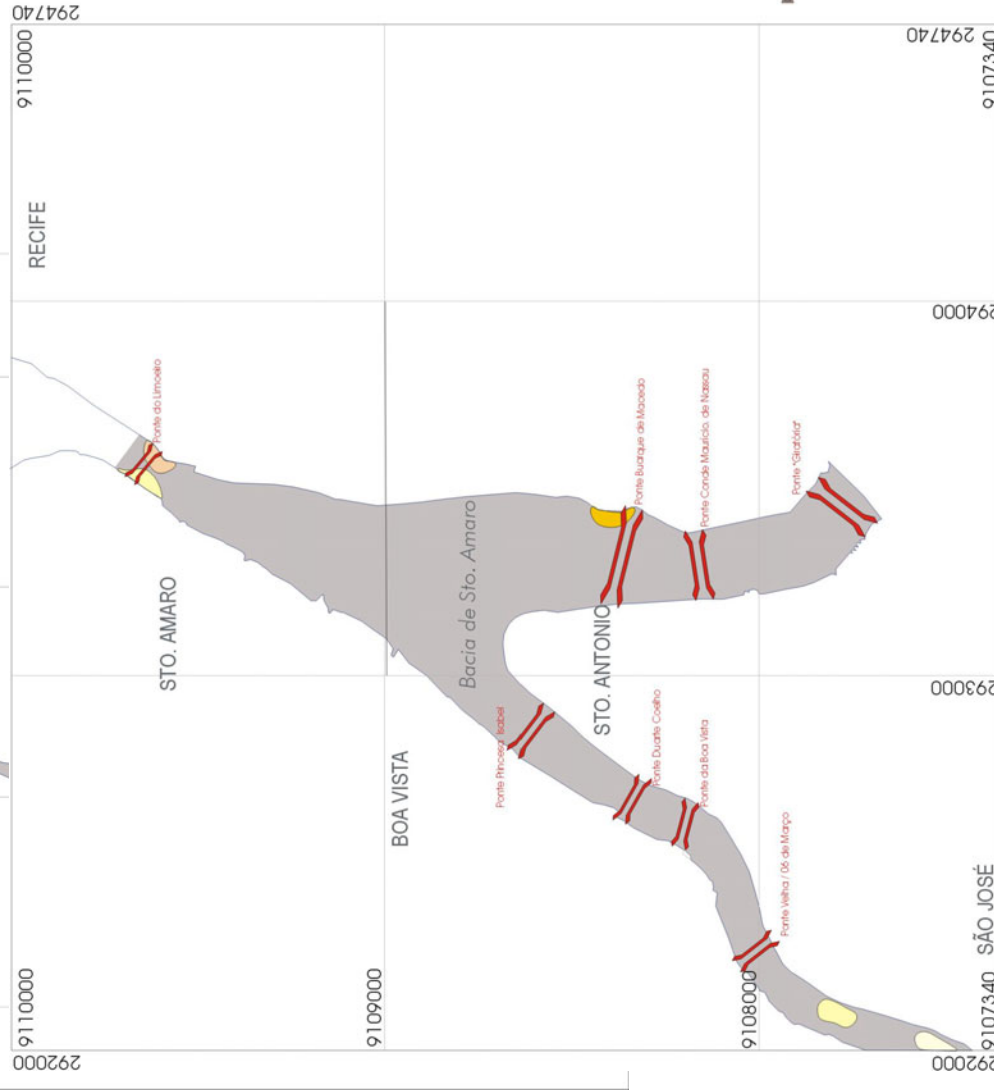 294740
9110000
294740
9107340
RECIFE
294000
Ponte do Limoeiro
Ponte Buarque de Macedo
Ponte Conde Mauricio. de Nassau
Ponte "Giratória"
Bacia de Sto. Amaro
STO. AMARO
STO. ANTONIO
293000
Ponte Princesa Isabel
Ponte Duarte Coelho
Ponte da Boa Vista
BOA VISTA
Ponte Velha / 06 de Março
SÃO JOSÉ
9110000
9109000
9108000
9107340
292000
292000